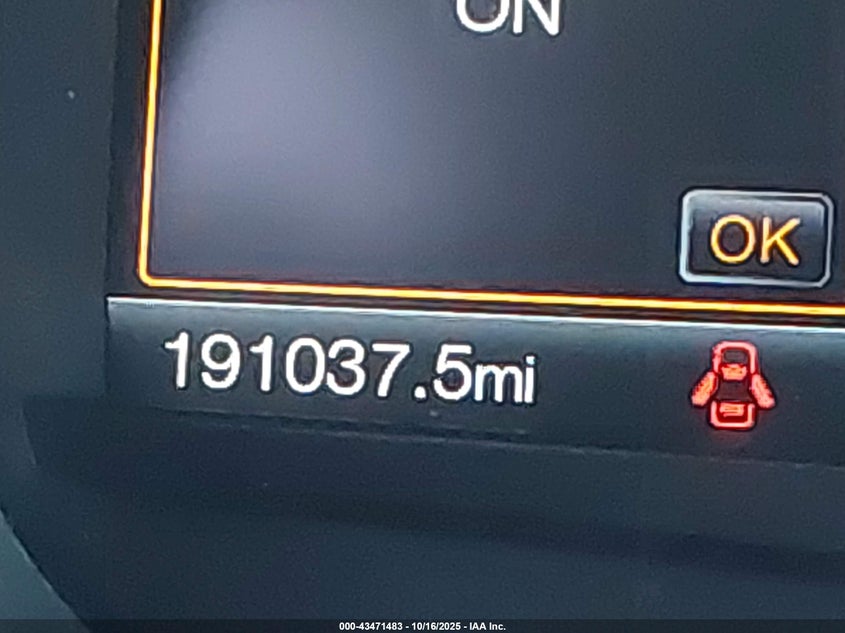 ON
OK
191037.5mi
000-43471483 - 10/16/2025 - IAA Inc.